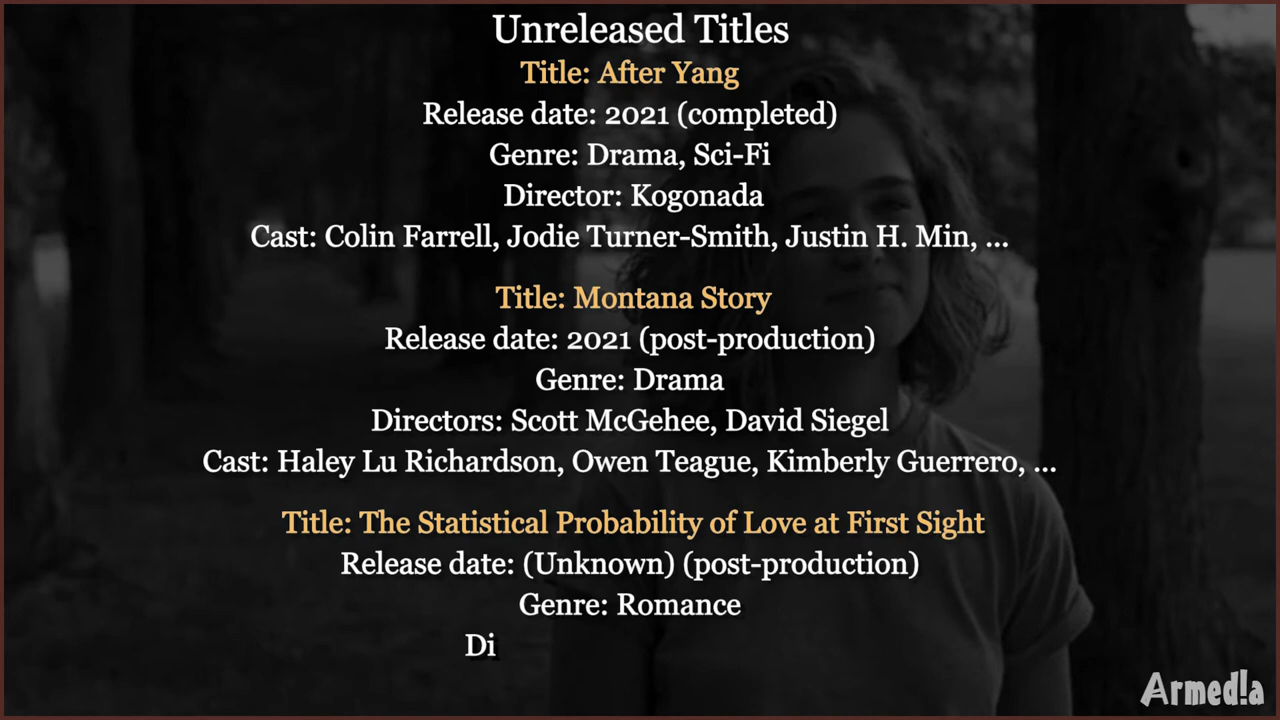 Unreleased Titles
Title: After Yang
Release date: 2021 (completed)
Genre: Drama, Sci-Fi
Director: Kogonada
Cast: Colin Farrell, Jodie Turner-Smith, Justin H. Min, ...
Title: Montana Story
Release date: 2021 (post-production)
Genre: Drama
Directors: Scott McGehee, David Siegel
Cast: Haley Lu Richardson, Owen Teague, Kimberly Guerrero, ...
Title: The Statistical Probability of Love at First Sight
Release date: (Unknown) (post-production)
Genre: Romance
Di
Armed!a